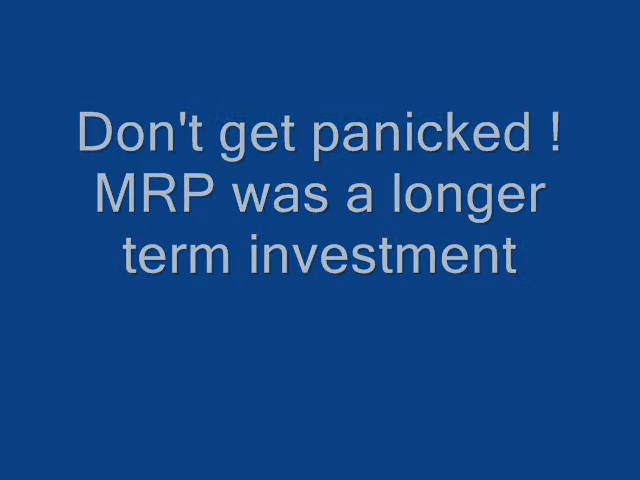 Don't get panicked !
MRP was a longer
term investment